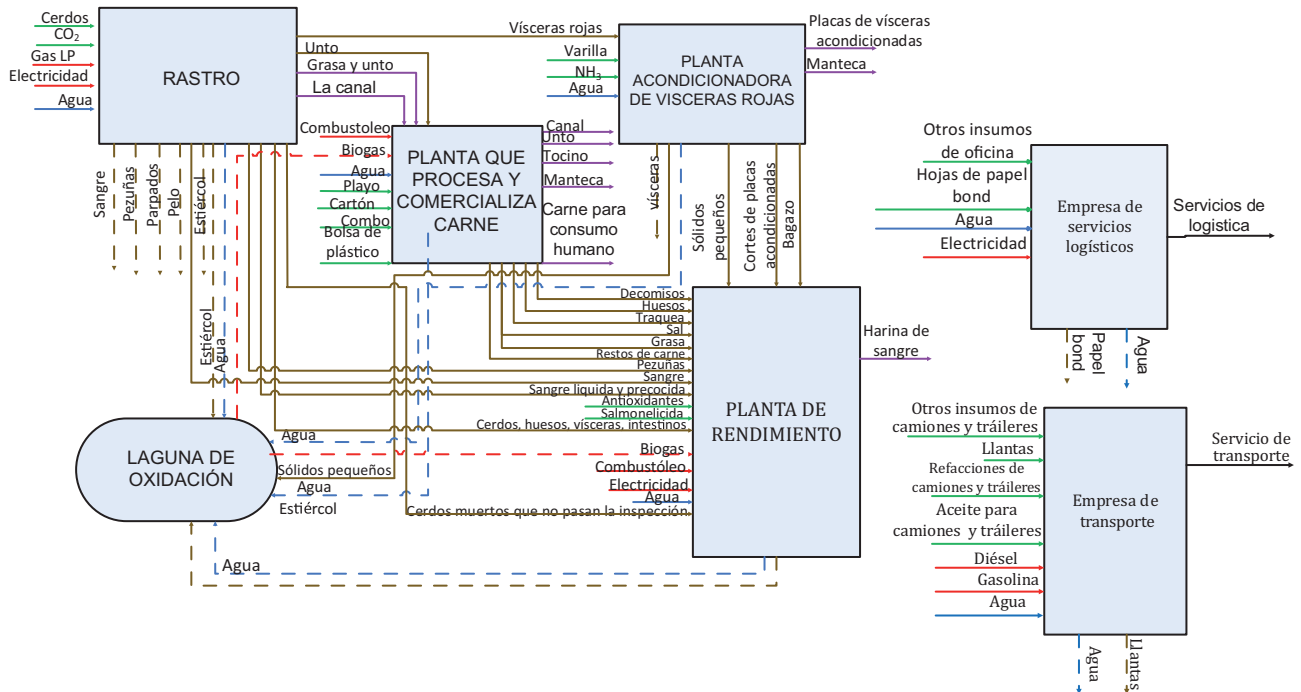 Cerdos
CO₂
Gas LP
Electricidad
Agua
RASTRO
Vísceras rojas
Unto
Grasa y unto
La canal
Varilla
NH₃
Agua
PLANTA
ACONDICIONADORA
DE VISCERAS ROJAS
Placas de vísceras
acondicionadas
Manteca
Combustoleo
Biogas
Agua
Playo
Cartón
Combo
Bolsa de
plástico
PLANTA QUE
PROCESA Y
COMERCIALIZA
CARNE
Canal
Unto
Tocino
Manteca
Carne para
consumo
humano
Sangre
Pezuñas
Parpados
Pelo
Estiércol
Estiércol
Agua
vísceras
Sólidos
pequeños
Cortes de placas
acondicionadas
Bagazo
Decomisos
Huesos
Traquea
Sal
Grasa
Restos de carne
Pezuñas
Sangre
Sangre liquida y precocida
Antioxidantes
Salmonelicida
Cerdos, huesos, vísceras, intestinos
Biogas
Combustóleo
Electricidad
Agua
Cerdos muertos que no pasan la inspección
PLANTA DE
RENDIMIENTO
Harina de
sangre
LAGUNA DE
OXIDACIÓN
Agua
Sólidos pequeños
Agua
Estiércol
Agua
Otros insumos
de oficina
Hojas de papel
bond
Agua
Electricidad
Empresa de
servicios
logísticos
Servicios de
logistica
Papel
bond
Agua
Otros insumos de
camiones y tráileres
Llantas
Refacciones de
camiones y tráileres
Aceite para
camiones y tráileres
Diésel
Gasolina
Agua
Empresa de
transporte
Servicio de
transporte
Agua
Llantas